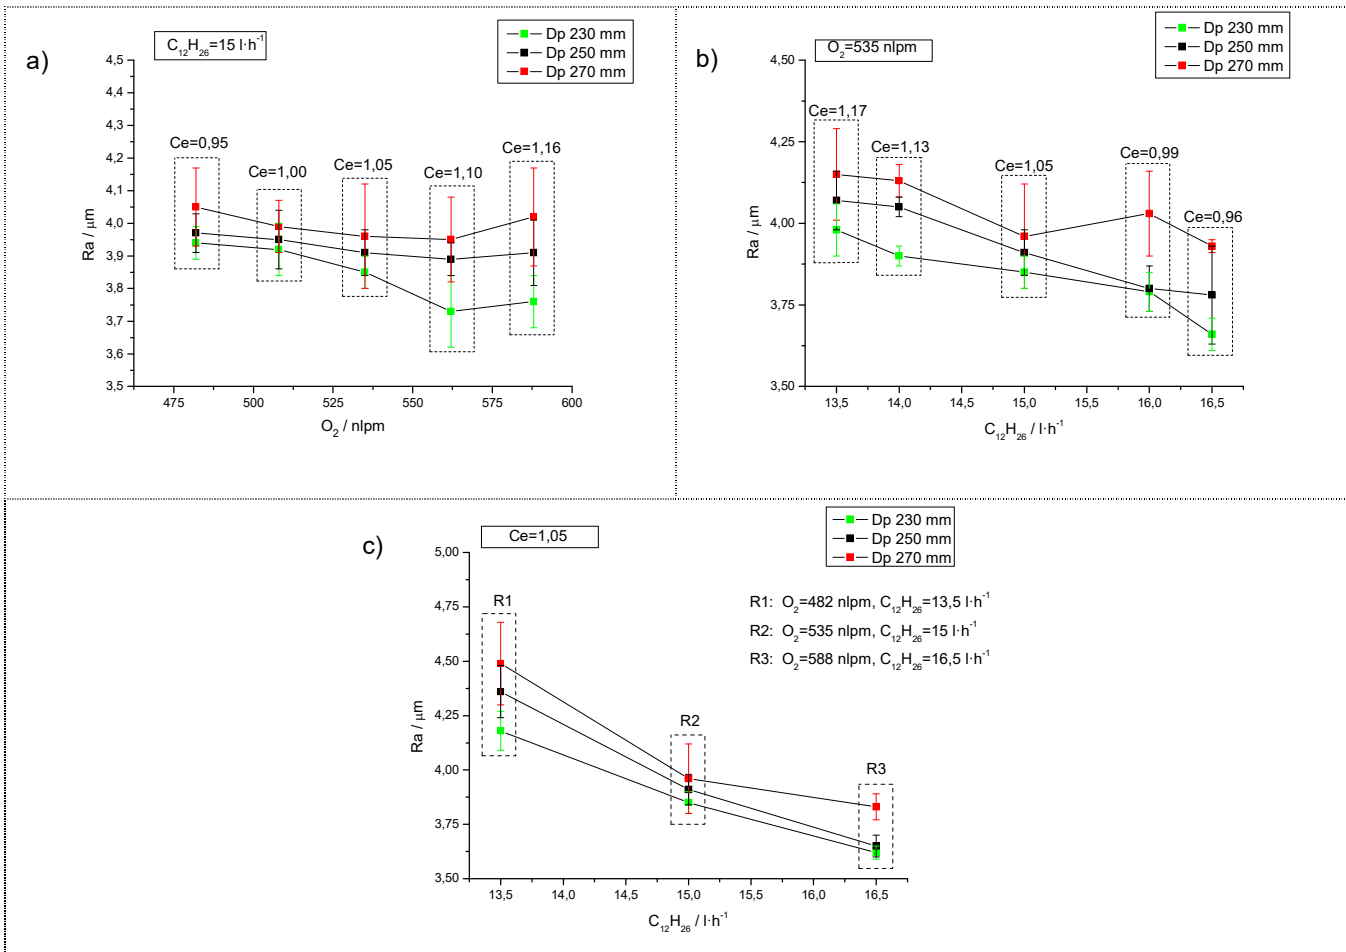 a)
C12H26=15 l·h-1
Dp 230 mm
Dp 250 mm
Dp 270 mm
4,5
4,4
4,3
4,2
4,1
4,0
3,9
3,8
3,7
3,6
3,5
Ra / μm
Ce=0,95
Ce=1,00
Ce=1,05
Ce=1,10
Ce=1,16
475 500 525 550 575 600
O2 / nlpm
b)
O2=535 nlpm
Dp 230 mm
Dp 250 mm
Dp 270 mm
4,50
4,25
4,00
3,75
3,50
Ra / μm
Ce=1,17
Ce=1,13
Ce=1,05
Ce=0,99
Ce=0,96
13,5 14,0 14,5 15,0 15,5 16,0 16,5
C12H26 / l·h-1
c)
Ce=1,05
Dp 230 mm
Dp 250 mm
Dp 270 mm
5,00
4,75
4,50
4,25
4,00
3,75
3,50
Ra / μm
R1
R2
R3
R1: O2=482 nlpm, C12H26=13,5 l·h-1
R2: O2=535 nlpm, C12H26=15 l·h-1
R3: O2=588 nlpm, C12H26=16,5 l·h-1
13,5 14,0 14,5 15,0 15,5 16,0 16,5
C12H26 / l·h-1